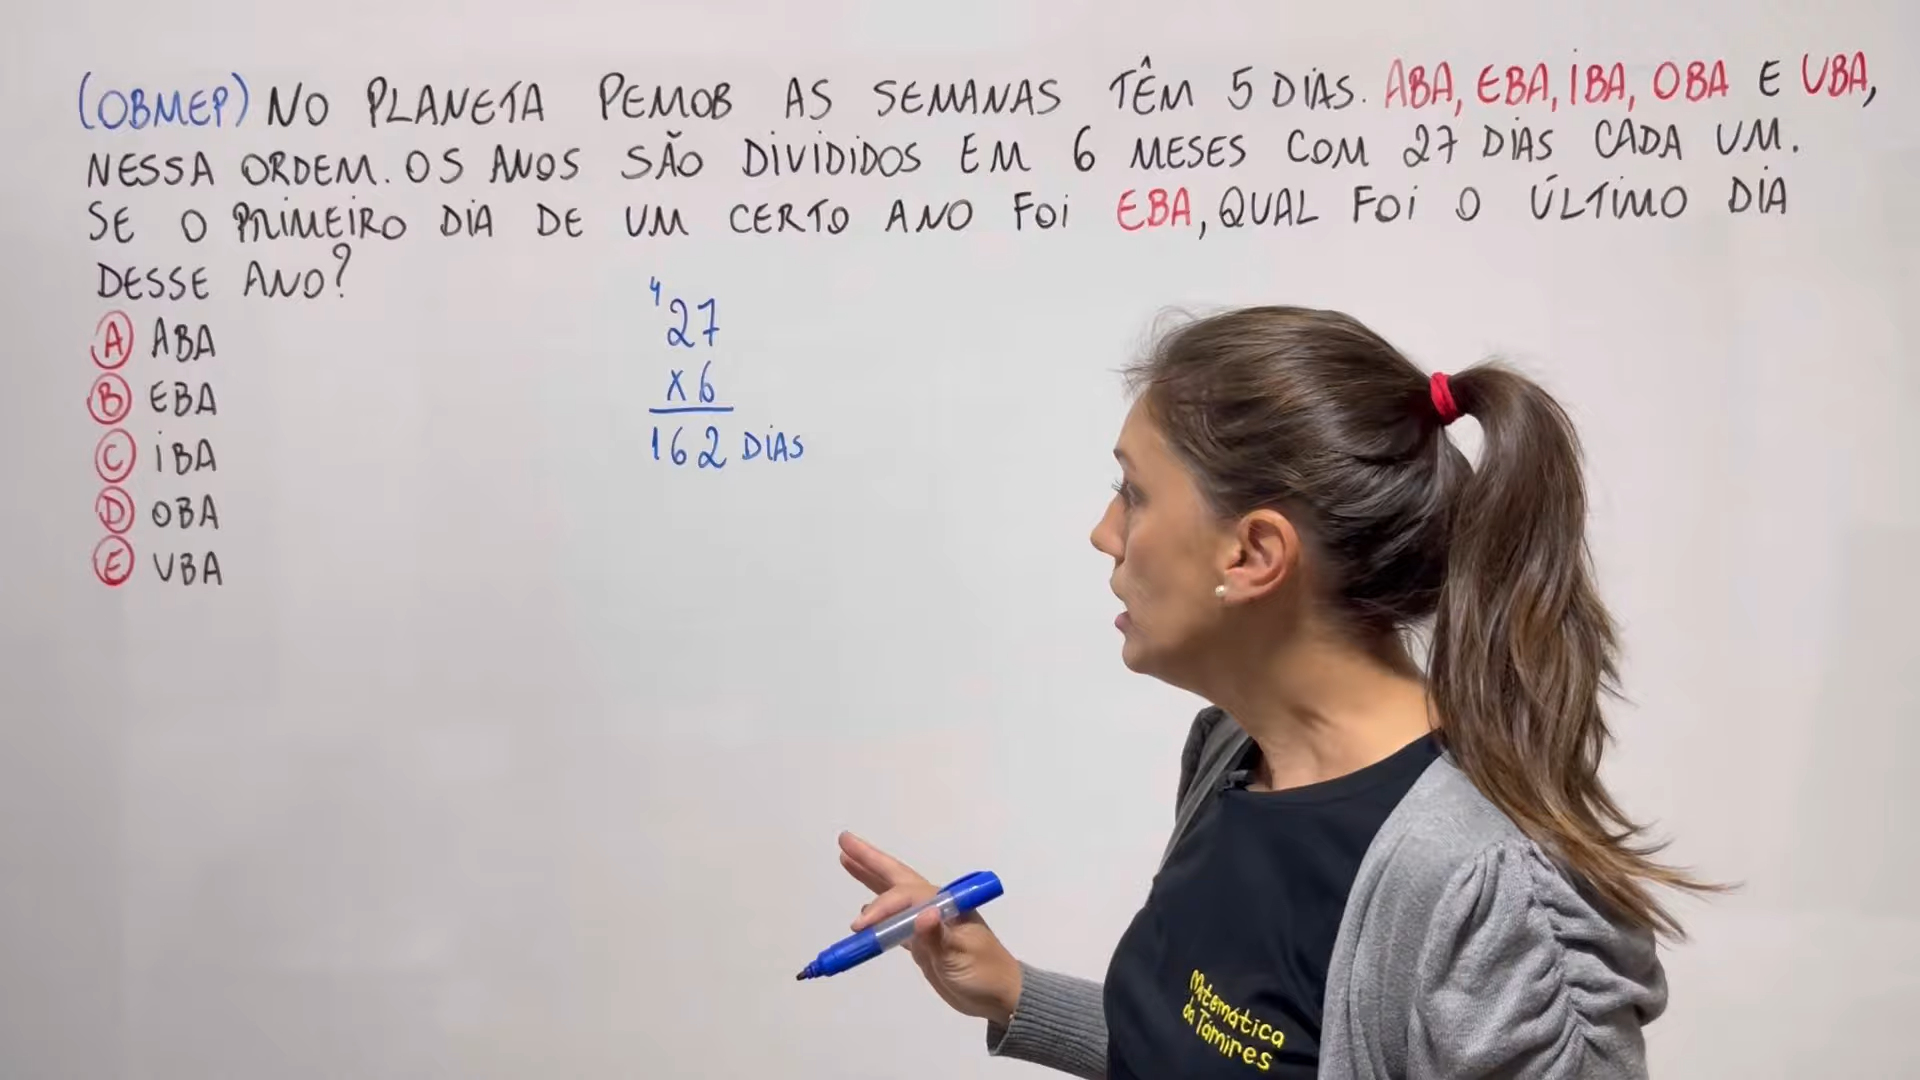 (OBMEP) NO PLANETA PEMOB AS SEMANAS TÊM 5 DIAS. ABA, EBA, IBA, OBA E UBA,
NESSA ORDEM. OS ANOS SÃO DIVIDIDOS EM 6 MESES COM 27 DIAS CADA UM.
SE O PRIMEIRO DIA DE UM CERTO ANO FOI EBA, QUAL FOI O ÚLTIMO DIA
DESSE ANO?
A ABA
B EBA
C IBA
D OBA
E UBA
4
27
x 6
162 DIAS
Matemática
da Tamires